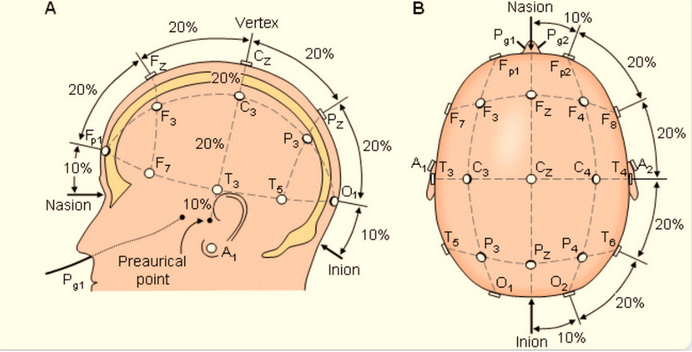 A
Vertex
20%
20%
FZ
CZ
20%
20%
20%
Fp1
F3
C3
PZ
P3
20%
20%
10%
F7
T3
T5
O1
Nasion
10%
10%
A1
Preaurical
point
Inion
Pg1
B
Nasion
10%
Pg1
Pg2
Fp1
Fp2
20%
F7
F3
FZ
F4
F8
20%
A1
T3
C3
CZ
C4
T4
A2
20%
T5
P3
PZ
P4
T6
O1
O2
20%
Inion
10%